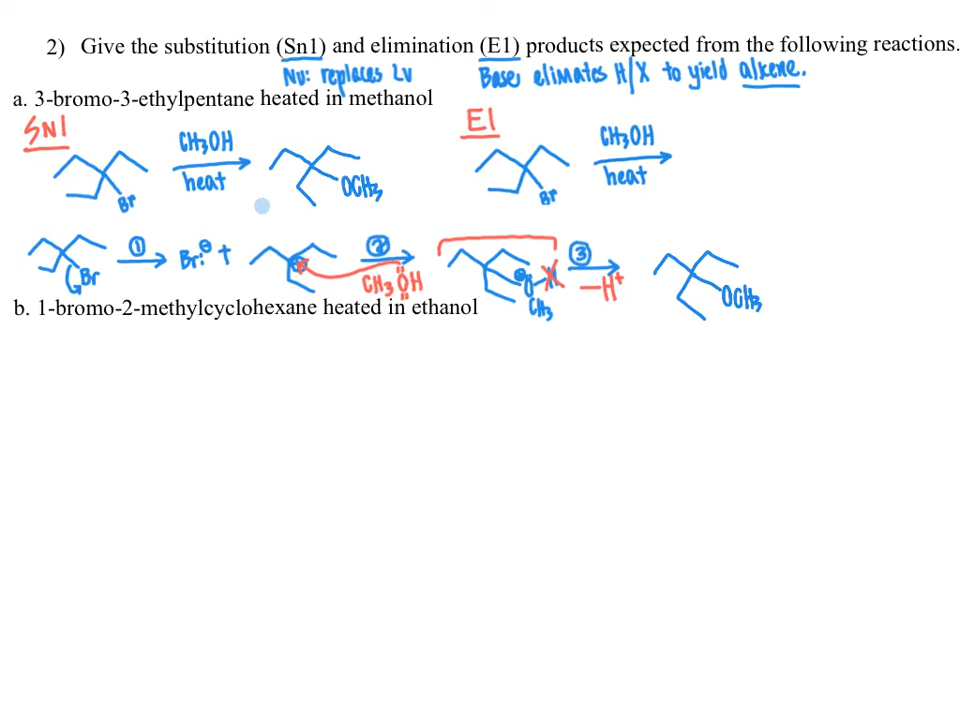 2) Give the substitution (Sn1) and elimination (E1) products expected from the following reactions.
Nu: replaces LV Base elimates H/X to yield alkene.
a. 3-bromo-3-ethylpentane heated in methanol
SN1 E1
CH3OH CH3OH
heat heat
Br OCH3 Br
① Br:⊖ + ② ③
Br CH3ÖH ⊕O-H -H+ OCH3
CH3
b. 1-bromo-2-methylcyclohexane heated in ethanol